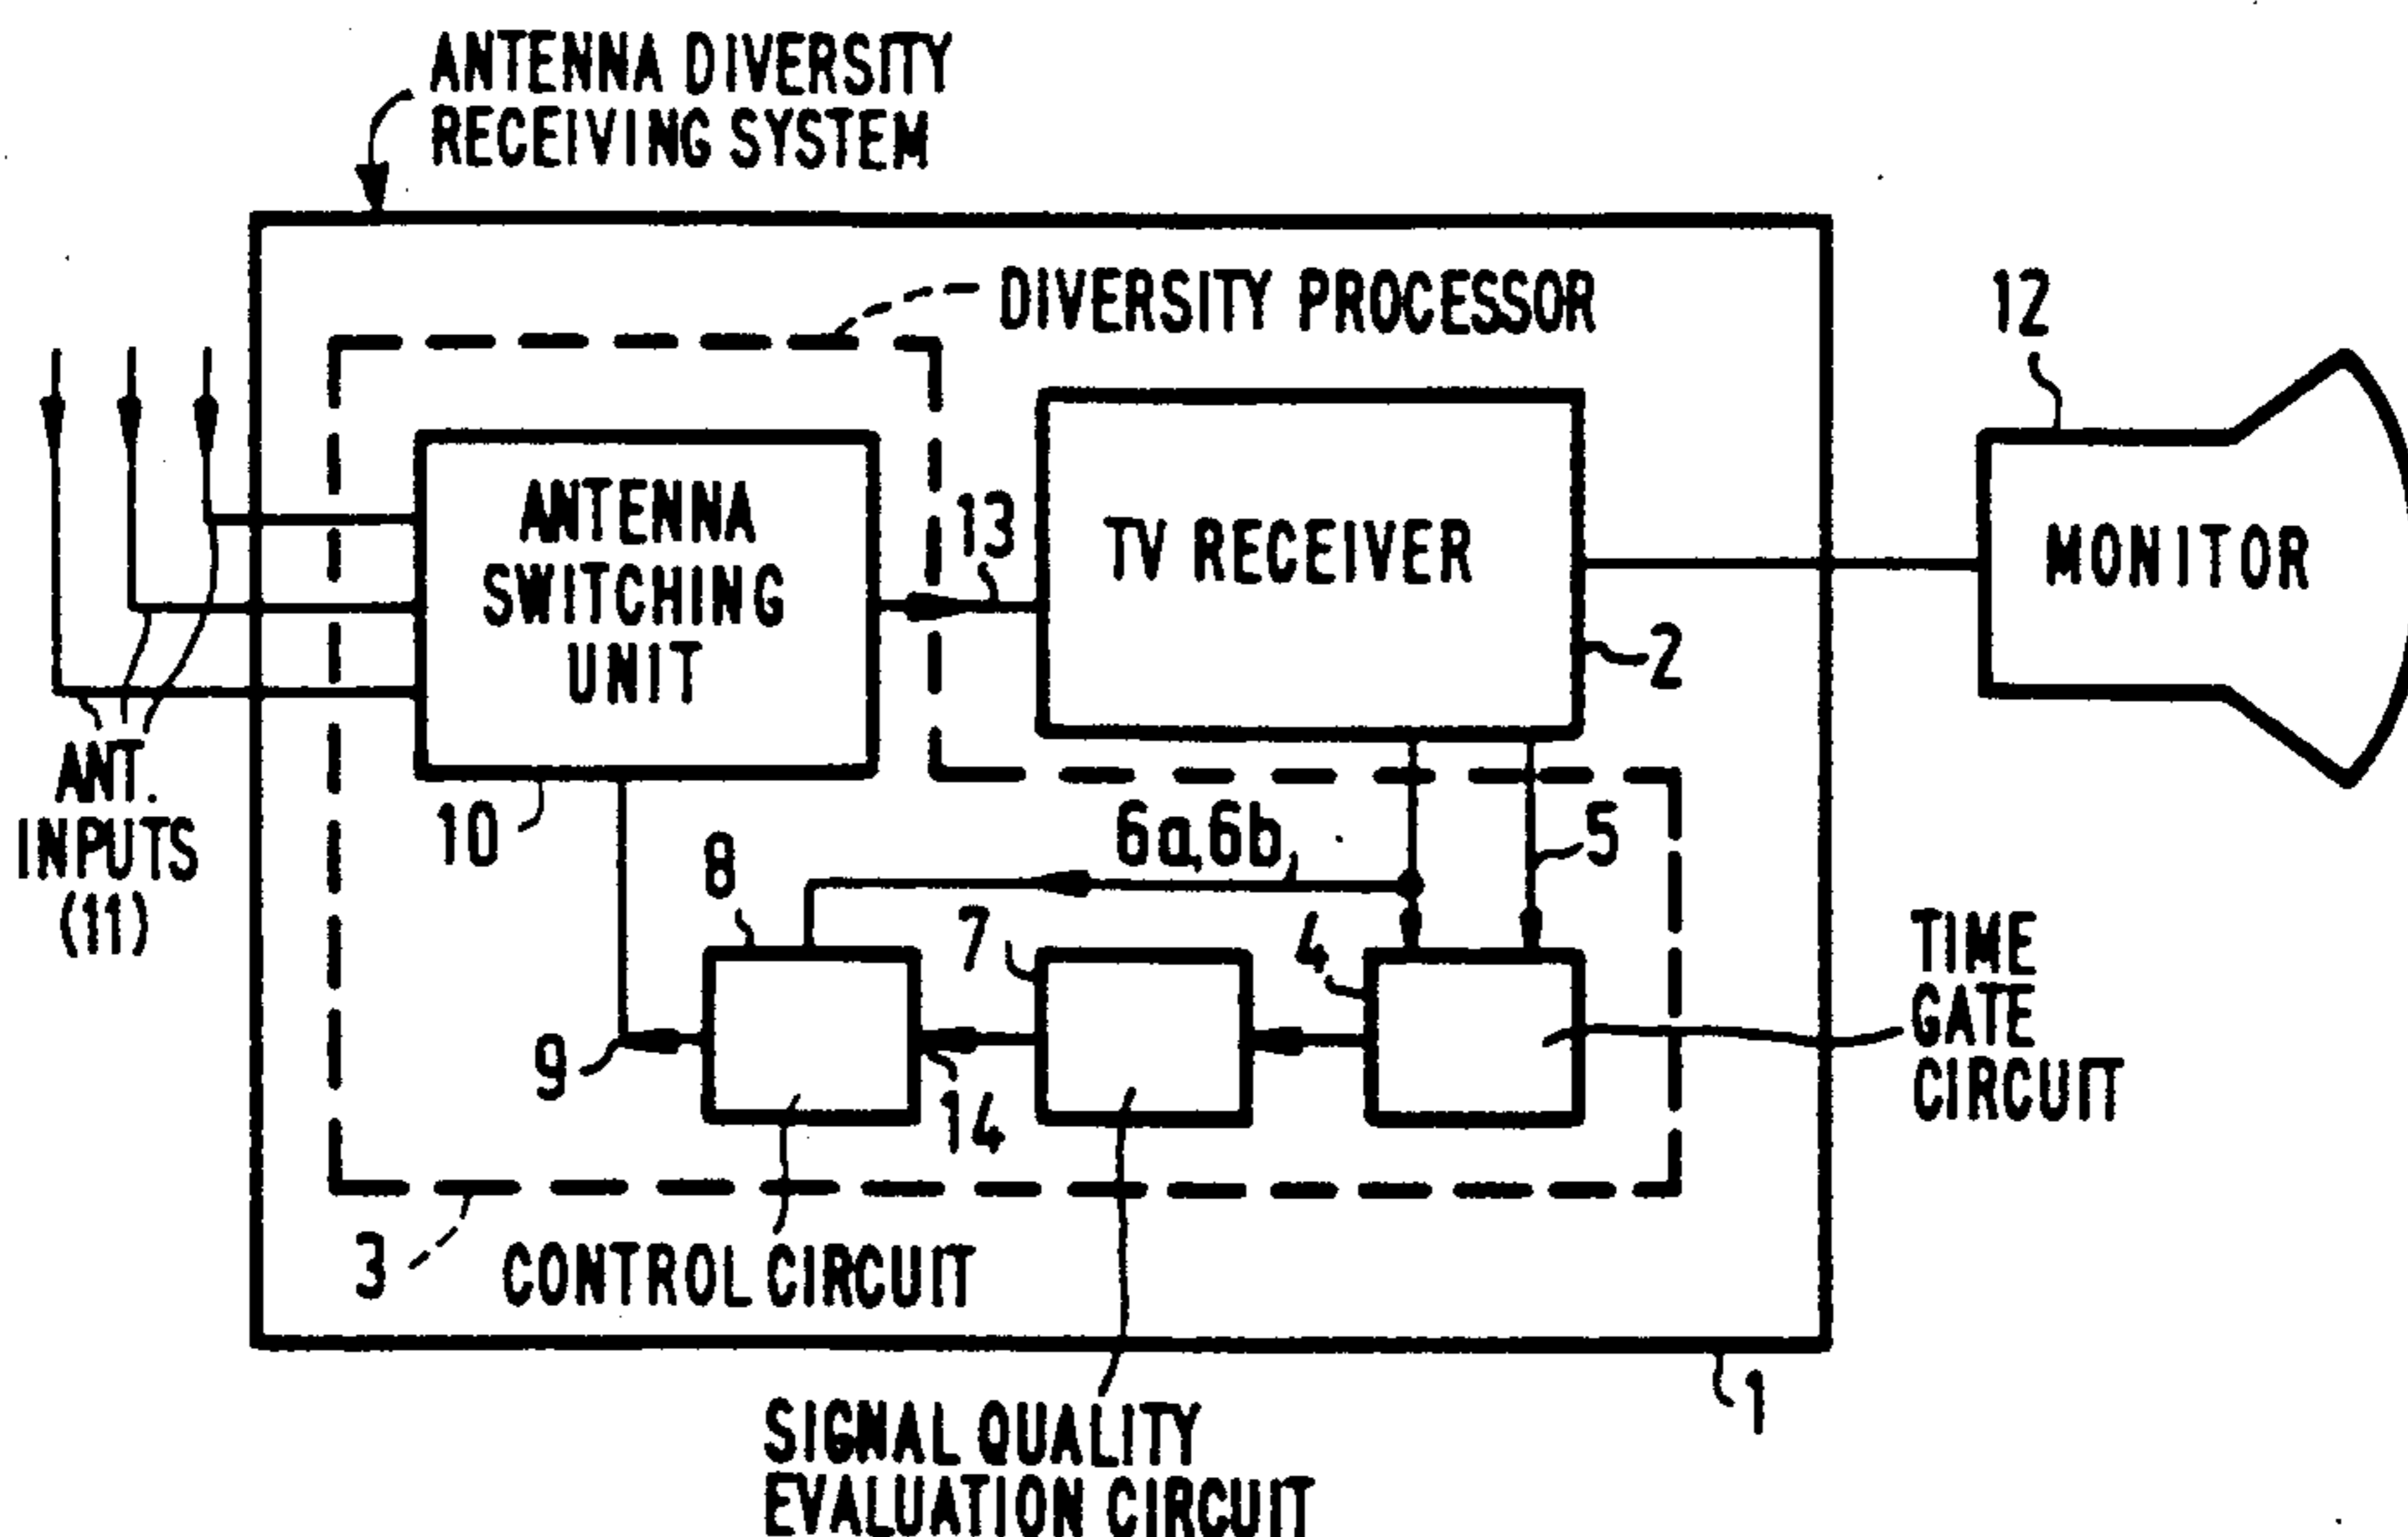 ANTENNA DIVERSITY
RECEIVING SYSTEM
DIVERSITY PROCESSOR
12
ANTENNA
SWITCHING
UNIT
13
TV RECEIVER
MONITOR
2
ANT.
INPUTS
(11)
10
8
6a,6b
5
7
4
TIME
GATE
CIRCUIT
9
14
3
CONTROL CIRCUIT
1
SIGNAL QUALITY
EVALUATION CIRCUIT